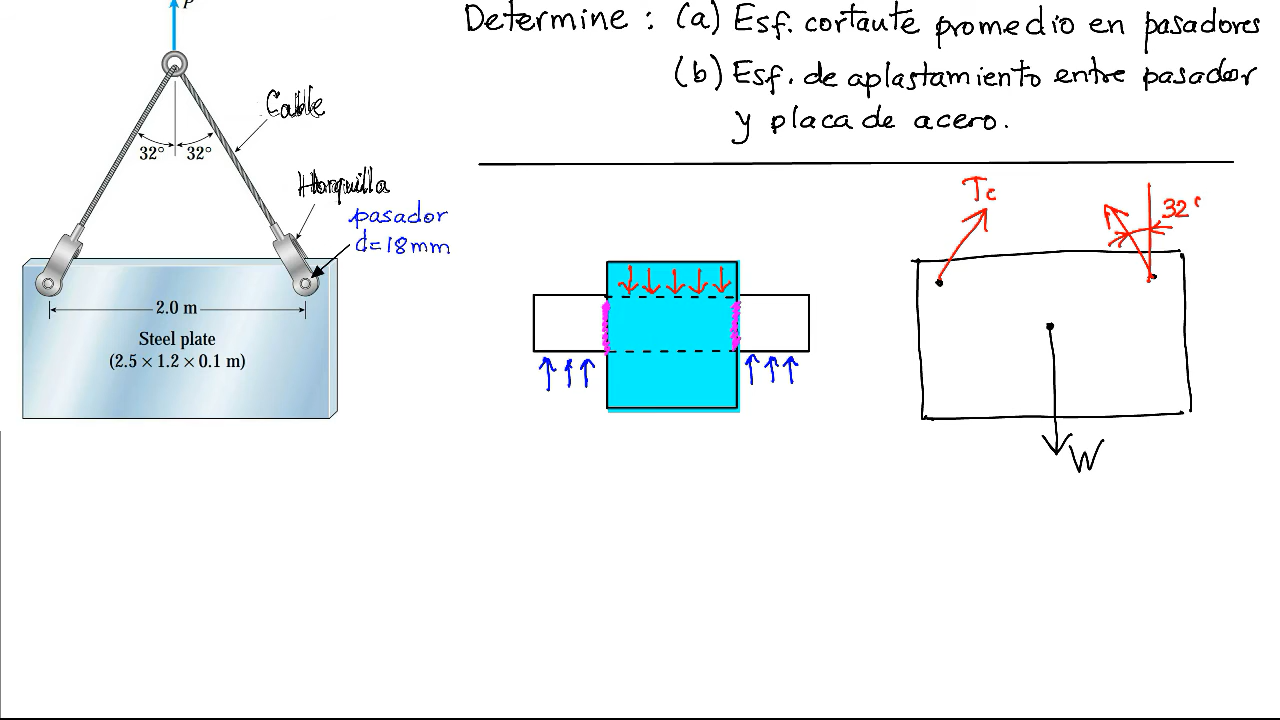 P
Determine : (a) Esf. cortante promedio en pasadores
(b) Esf. de aplastamiento entre pasador
y placa de acero.
Cable
32° 32°
Horquilla
pasador
d=18mm
2.0 m
Steel plate
(2.5 × 1.2 × 0.1 m)
Tc
32°
W